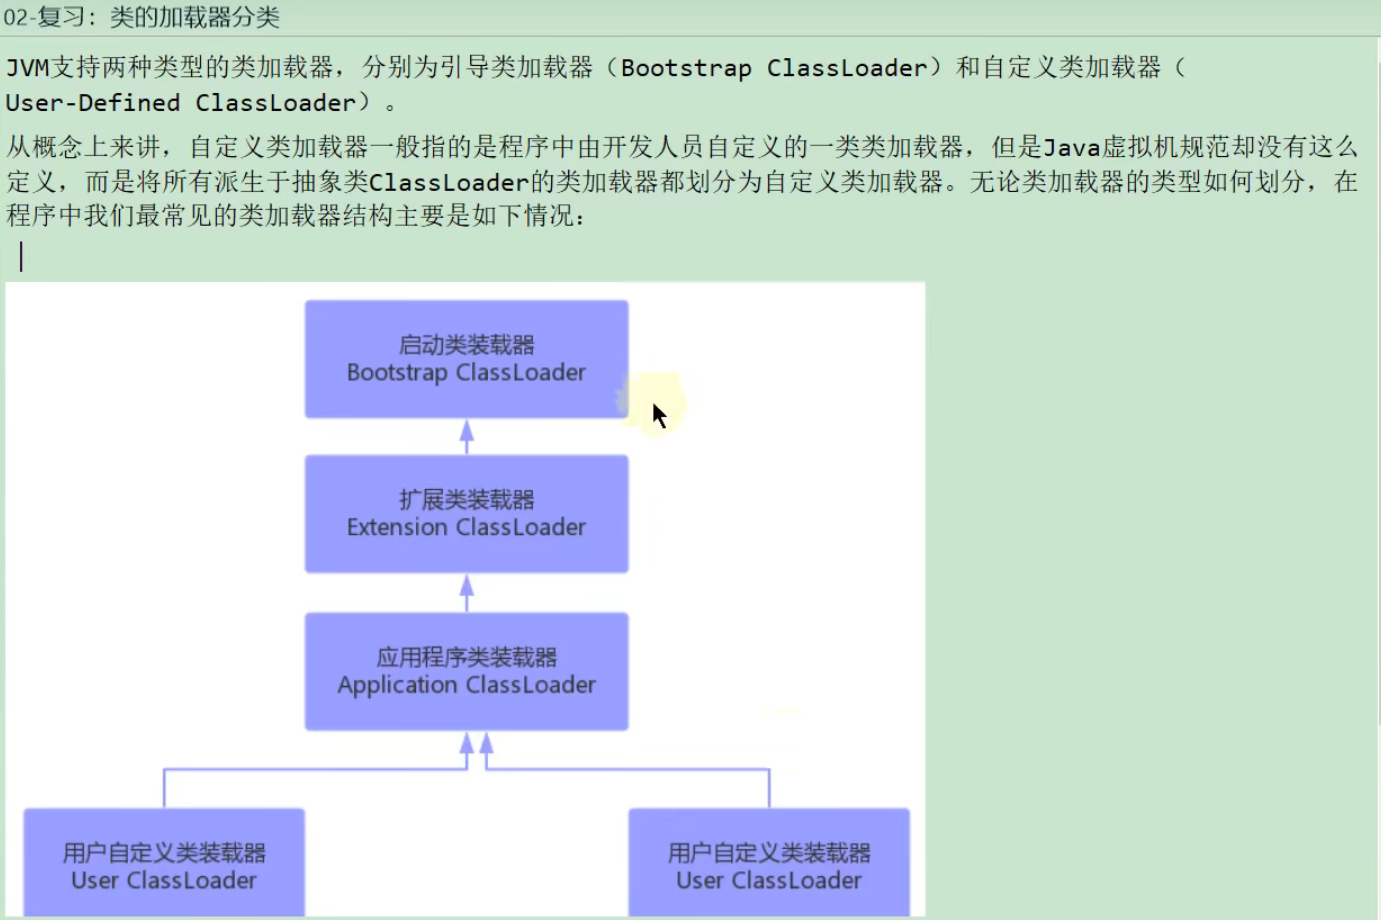 02-复习：类的加载器分类
JVM支持两种类型的类加载器，分别为引导类加载器（Bootstrap ClassLoader）和自定义类加载器（
User-Defined ClassLoader）。
从概念上来讲，自定义类加载器一般指的是程序中由开发人员自定义的一类类加载器，但是Java虚拟机规范却没有这么
定义，而是将所有派生于抽象类ClassLoader的类加载器都划分为自定义类加载器。无论类加载器的类型如何划分，在
程序中我们最常见的类加载器结构主要是如下情况：
启动类装载器
Bootstrap ClassLoader
扩展类装载器
Extension ClassLoader
应用程序类装载器
Application ClassLoader
用户自定义类装载器
User ClassLoader
用户自定义类装载器
User ClassLoader